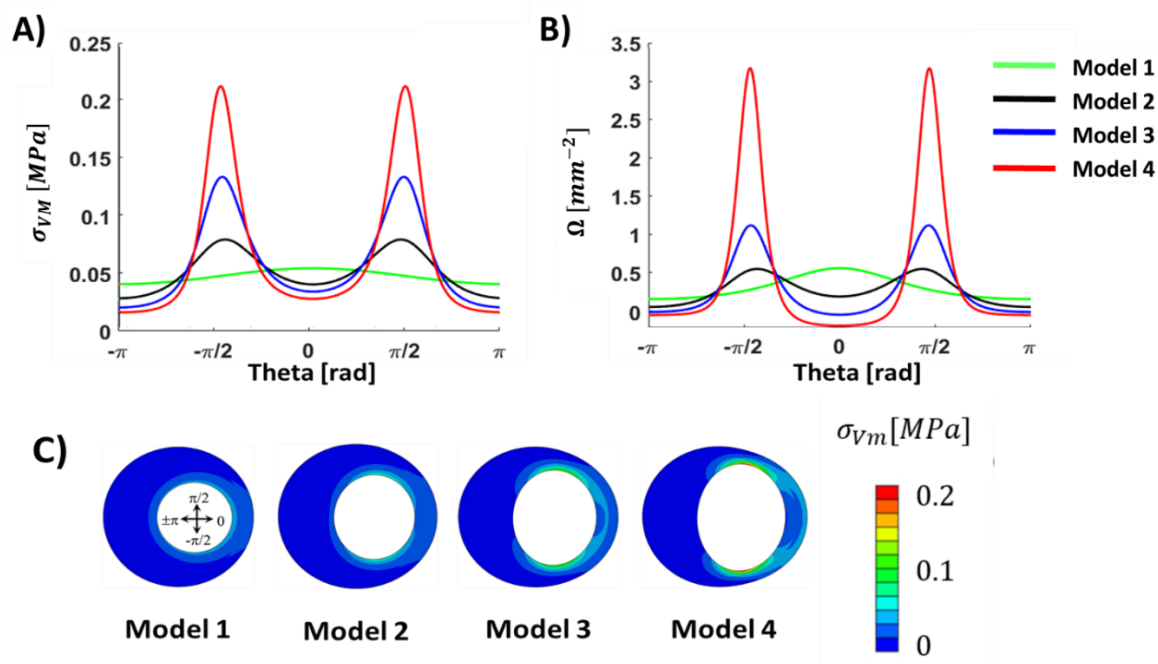 A)
0.25
0.2
0.15
0.1
0.05
0
σ_VM [MPa]
-π
-π/2
0
π/2
π
Theta [rad]
B)
3.5
3
2.5
2
1.5
1
0.5
0
Ω [mm⁻²]
-π
-π/2
0
π/2
π
Theta [rad]
Model 1
Model 2
Model 3
Model 4
C)
π/2
±π
0
-π/2
Model 1
Model 2
Model 3
Model 4
σ_Vm[MPa]
0.2
0.1
0